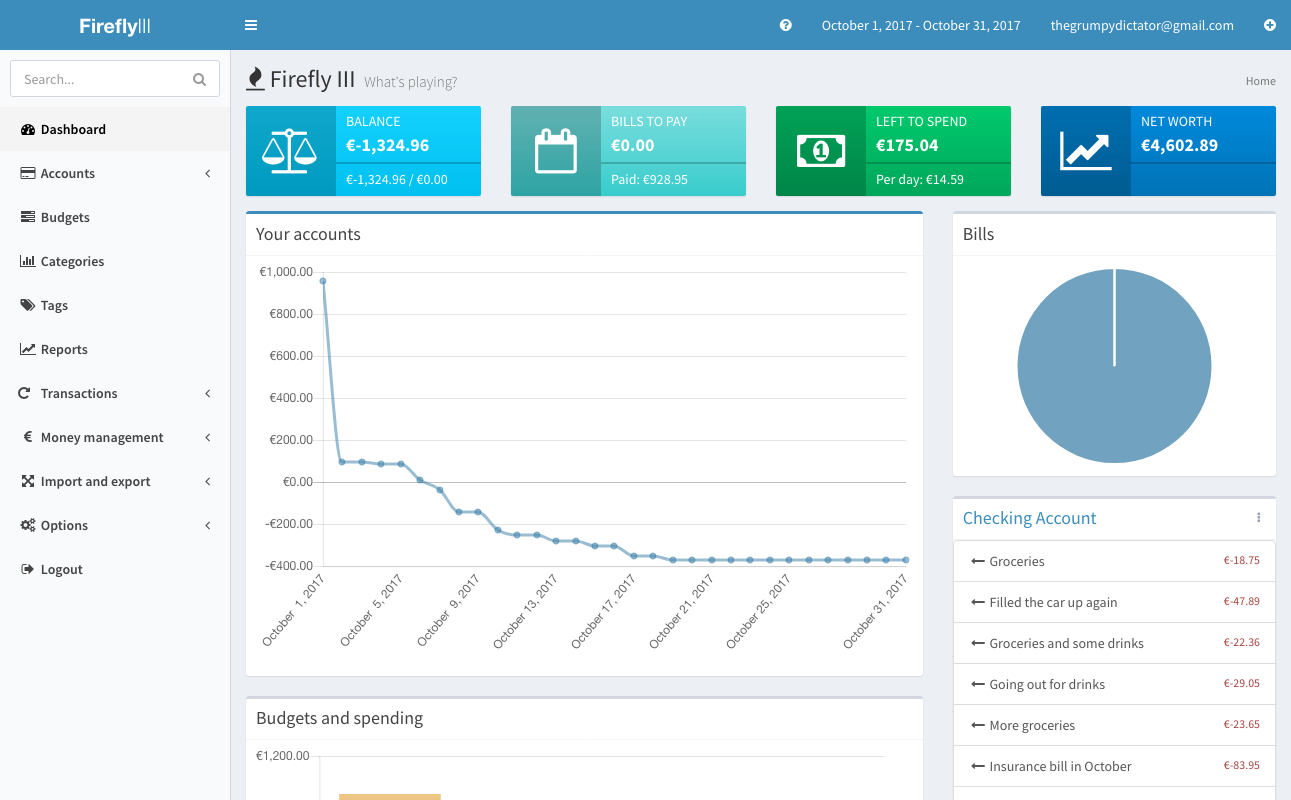 FireflyIII
October 1, 2017 - October 31, 2017
thegrumpydictator@gmail.com
Search...
Dashboard
Accounts
Budgets
Categories
Tags
Reports
Transactions
€ Money management
Import and export
Options
Logout
Firefly III What's playing?
Home
BALANCE
€-1,324.96
€-1,324.96 / €0.00
BILLS TO PAY
€0.00
Paid: €928.95
1
LEFT TO SPEND
€175.04
Per day: €14.59
NET WORTH
€4,602.89
Your accounts
€1,000.00
€800.00
€600.00
€400.00
€200.00
€0.00
-€200.00
-€400.00
October 1, 2017
October 5, 2017
October 9, 2017
October 13, 2017
October 17, 2017
October 21, 2017
October 25, 2017
October 31, 2017
Budgets and spending
€1,200.00
Bills
Checking Account
Groceries €-18.75
Filled the car up again €-47.89
Groceries and some drinks €-22.36
Going out for drinks €-29.05
More groceries €-23.65
Insurance bill in October €-83.95